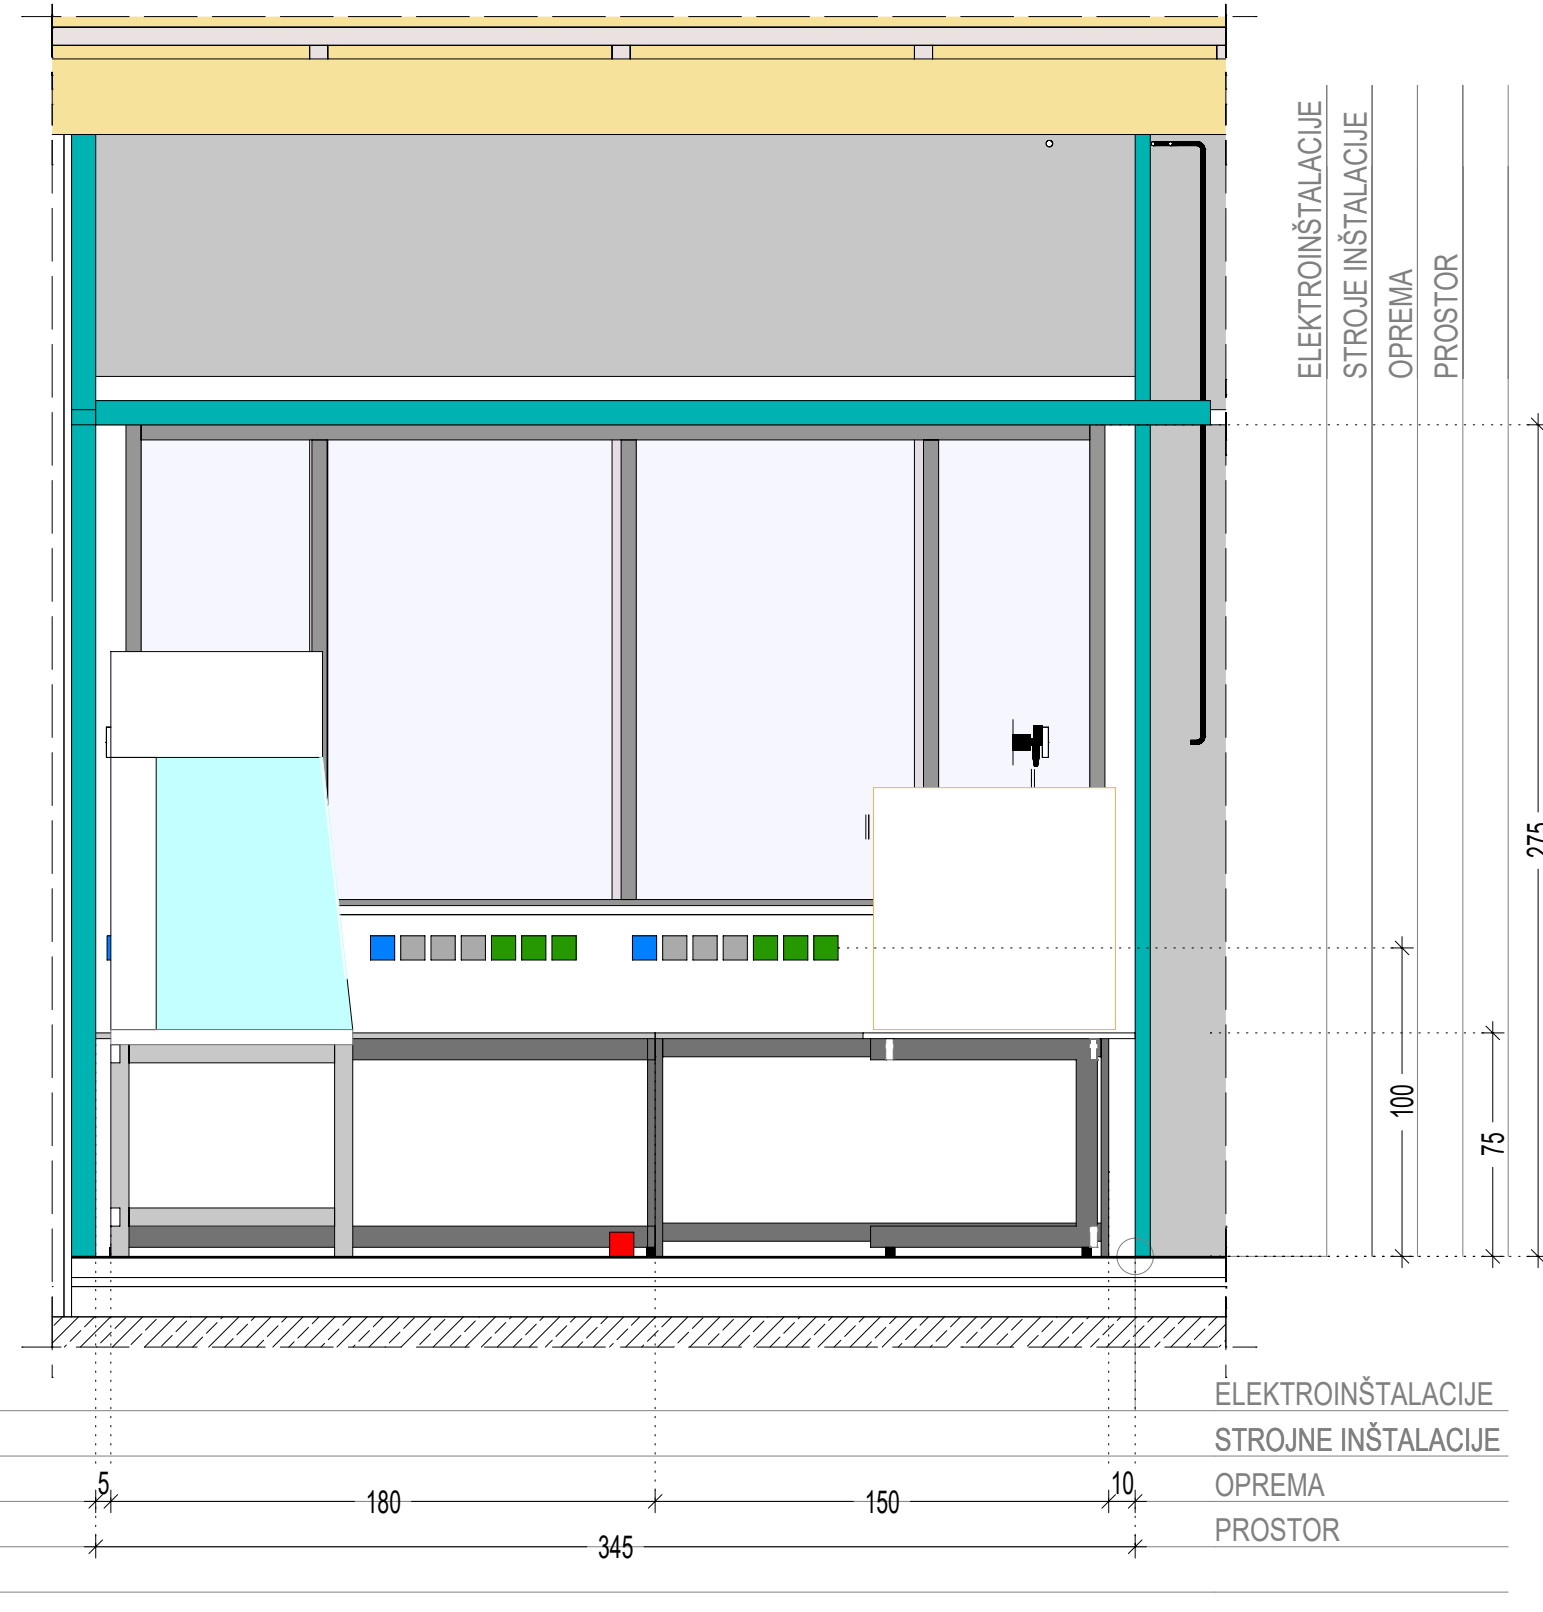 ELEKTROINŠTALACIJE
STROJE INŠTALACIJE
OPREMA
PROSTOR
275
100
75
ELEKTROINŠTALACIJE
STROJNE INŠTALACIJE
5
180
150
10
OPREMA
345
PROSTOR